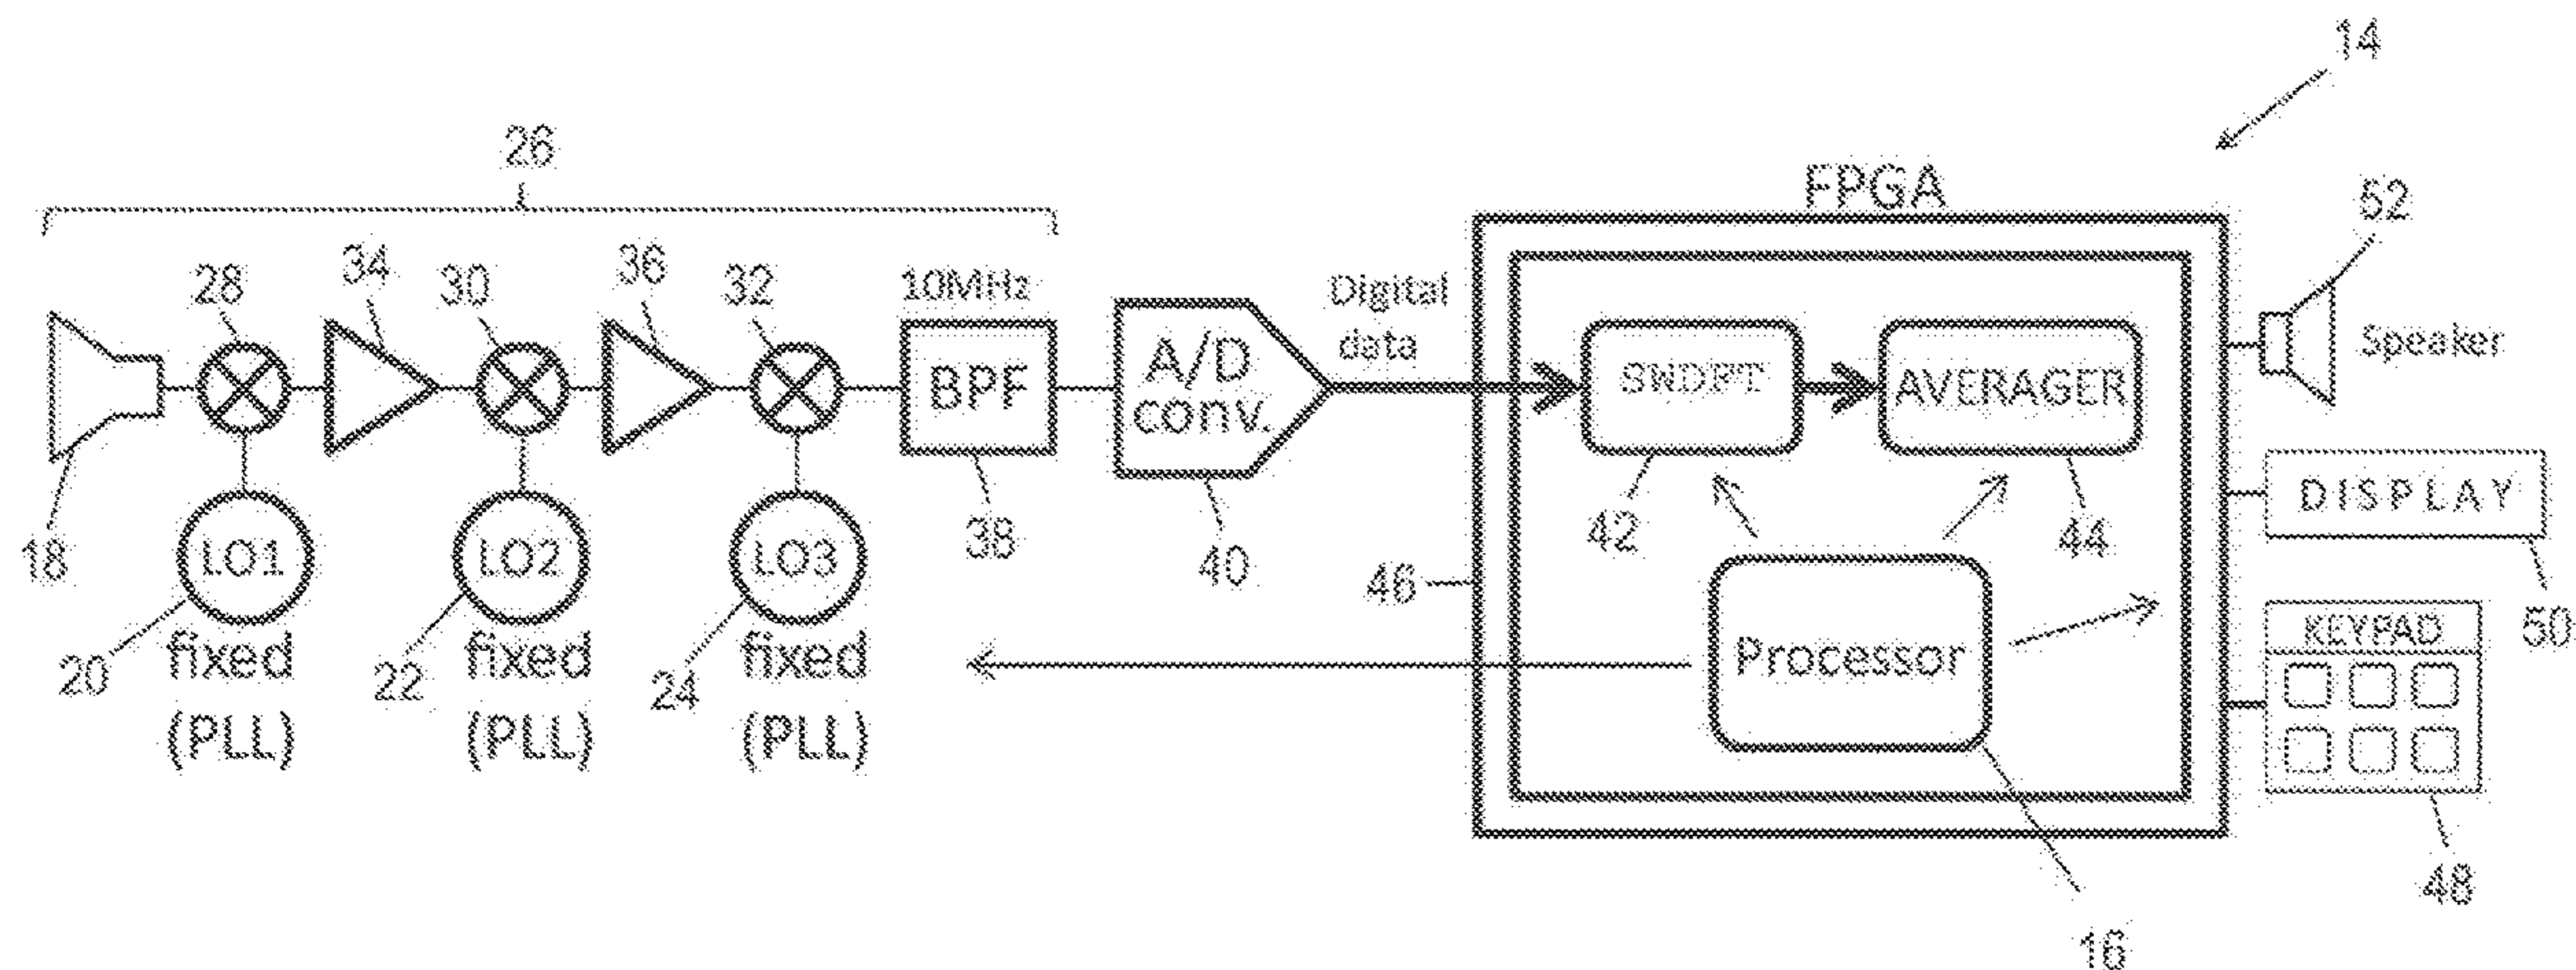 14
26
FPGA
52
28
34
30
36
32
10MHz
Digital
data
BPF
A/D
conv.
SNDFT
AVERAGER
Speaker
DISPLAY
18
LO1
LO2
LO3
38
40
42
44
46
50
20
fixed
(PLL)
22
fixed
(PLL)
24
fixed
(PLL)
Processor
KEYPAD
48
16